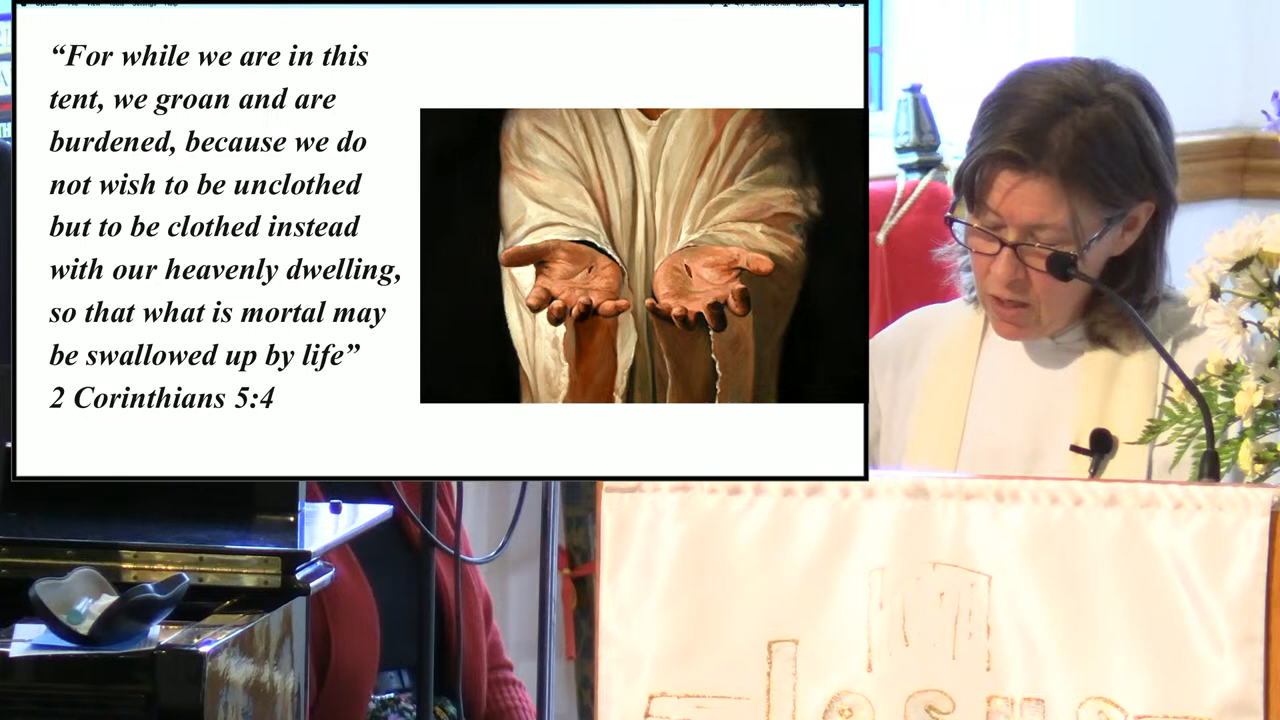 “For while we are in this
tent, we groan and are
burdened, because we do
not wish to be unclothed
but to be clothed instead
with our heavenly dwelling,
so that what is mortal may
be swallowed up by life”
2 Corinthians 5:4
Jesus